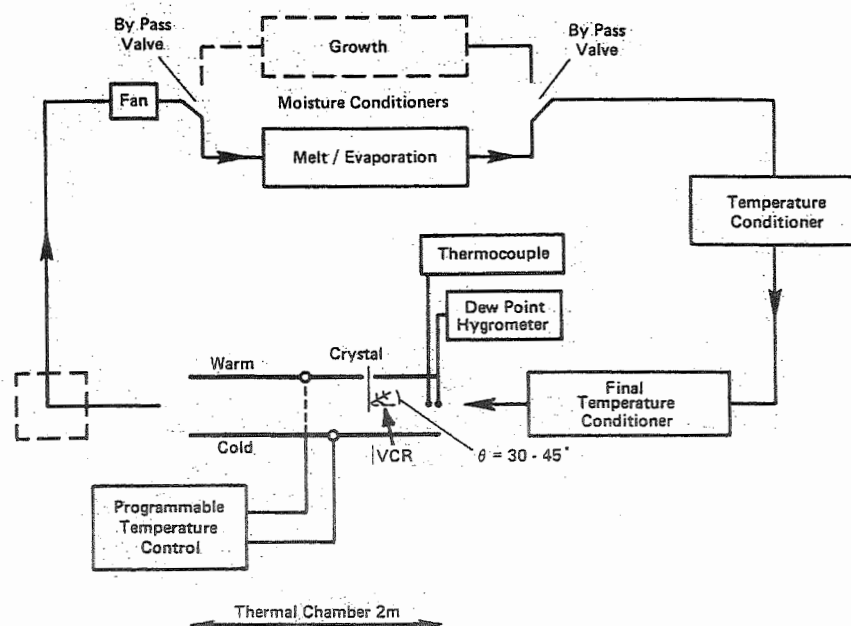 By Pass
Valve
Growth
By Pass
Valve
Fan
Moisture Conditioners
Melt / Evaporation
Temperature
Conditioner
Thermocouple
Dew Point
Hygrometer
Crystal
Warm
Final
Temperature
Conditioner
Cold
VCR
θ = 30 - 45°
Programmable
Temperature
Control
Thermal Chamber 2m